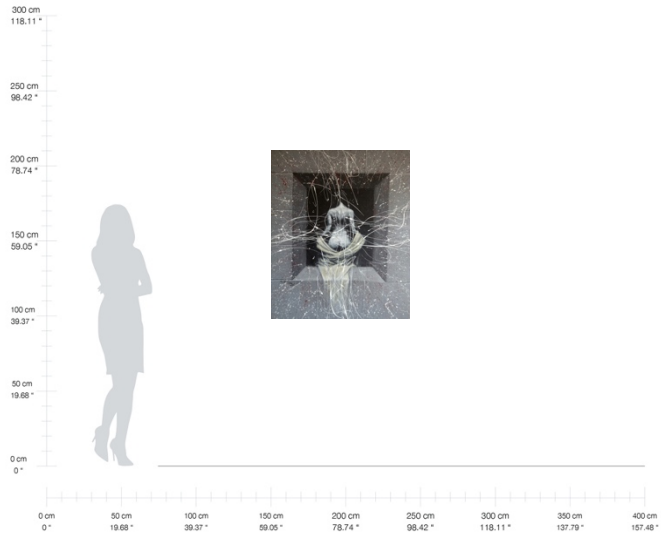 300 cm
118.11 "
250 cm
98.42 "
200 cm
78.74 "
150 cm
59.05 "
100 cm
39.37 "
50 cm
19.68 "
0 cm
0 "
0 cm 50 cm 100 cm 150 cm 200 cm 250 cm 300 cm 350 cm 400 cm
0 " 19.68 " 39.37 " 59.05 " 78.74 " 98.42 " 118.11 " 137.79 " 157.48 "